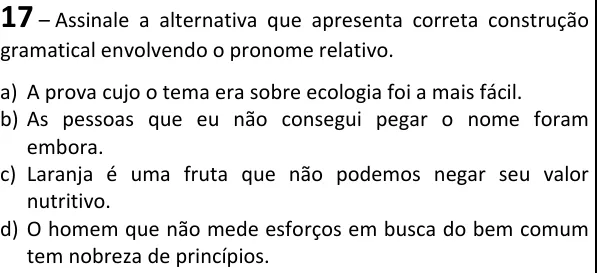 17 – Assinale a alternativa que apresenta correta construção
gramatical envolvendo o pronome relativo.
a) A prova cujo o tema era sobre ecologia foi a mais fácil.
b) As pessoas que eu não consegui pegar o nome foram
embora.
c) Laranja é uma fruta que não podemos negar seu valor
nutritivo.
d) O homem que não mede esforços em busca do bem comum
tem nobreza de princípios.